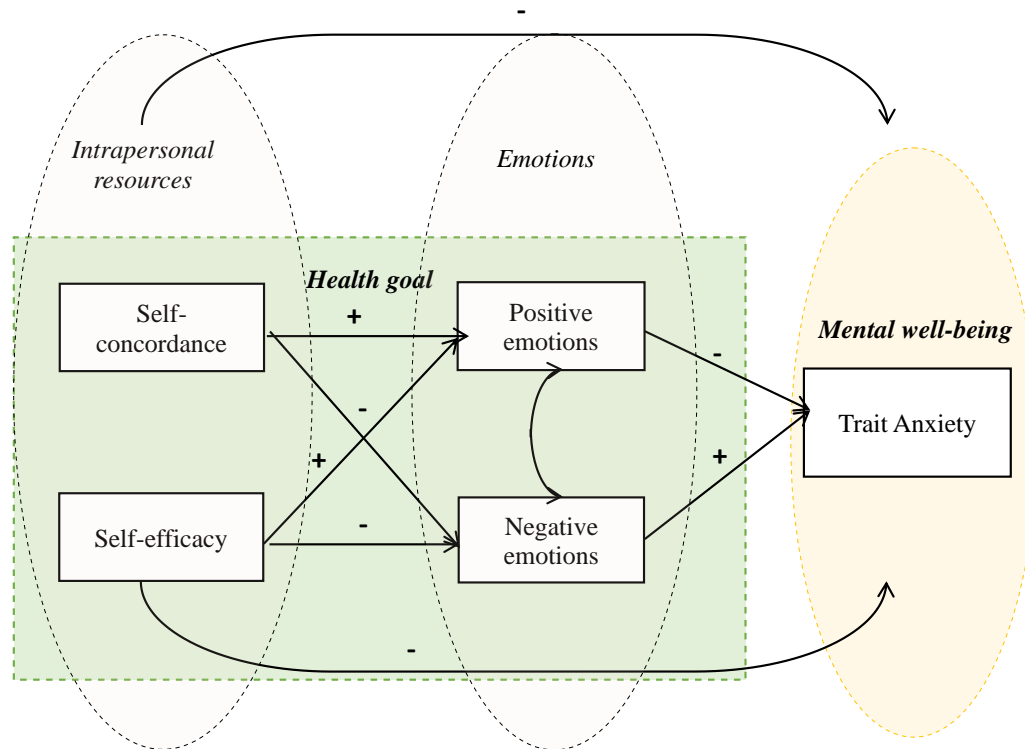 -
Intrapersonal
resources
Emotions
Health goal
Self-
concordance
+
Positive
emotions
-
Mental well-being
Trait Anxiety
-
+
+
Self-efficacy
-
Negative
emotions
-